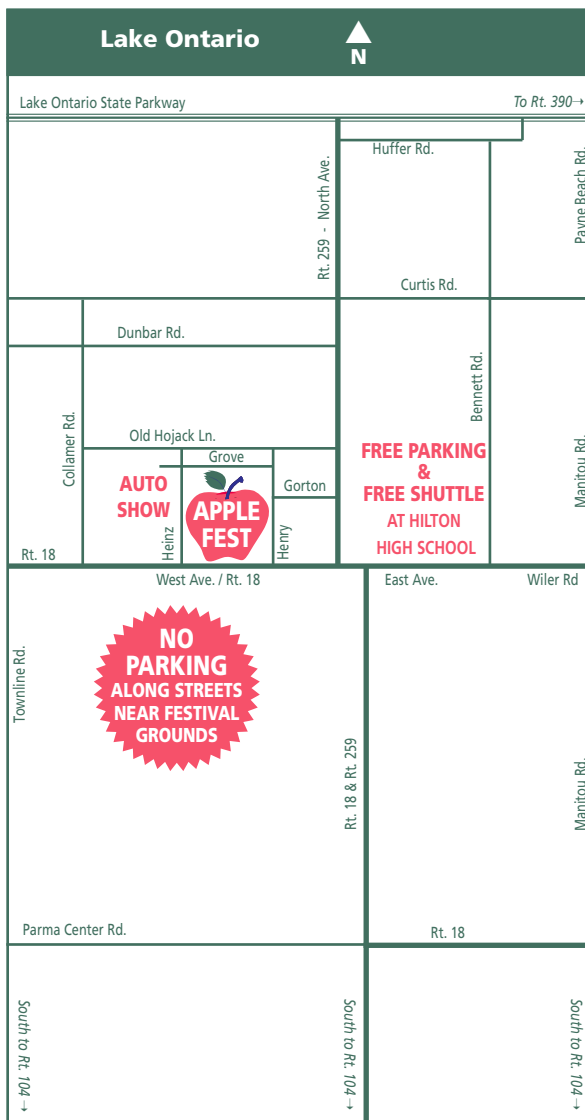 Lake Ontario
N
Lake Ontario State Parkway
To Rt. 390→
Huffer Rd.
Payne Beach Rd.
Rt. 259 - North Ave.
Curtis Rd.
Dunbar Rd.
Bennett Rd.
Collamer Rd.
Old Hojack Ln.
Manitou Rd.
Grove
FREE PARKING
&
FREE SHUTTLE
AT HILTON
HIGH SCHOOL
AUTO
SHOW
Gorton
APPLE
FEST
Heinz
Henry
Rt. 18
West Ave. / Rt. 18
East Ave.
Wiler Rd
Townline Rd.
NO
PARKING
ALONG STREETS
NEAR FESTIVAL
GROUNDS
Rt. 18 & Rt. 259
Manitou Rd.
Parma Center Rd.
Rt. 18
South to Rt. 104→
South to Rt. 104→
South to Rt. 104→